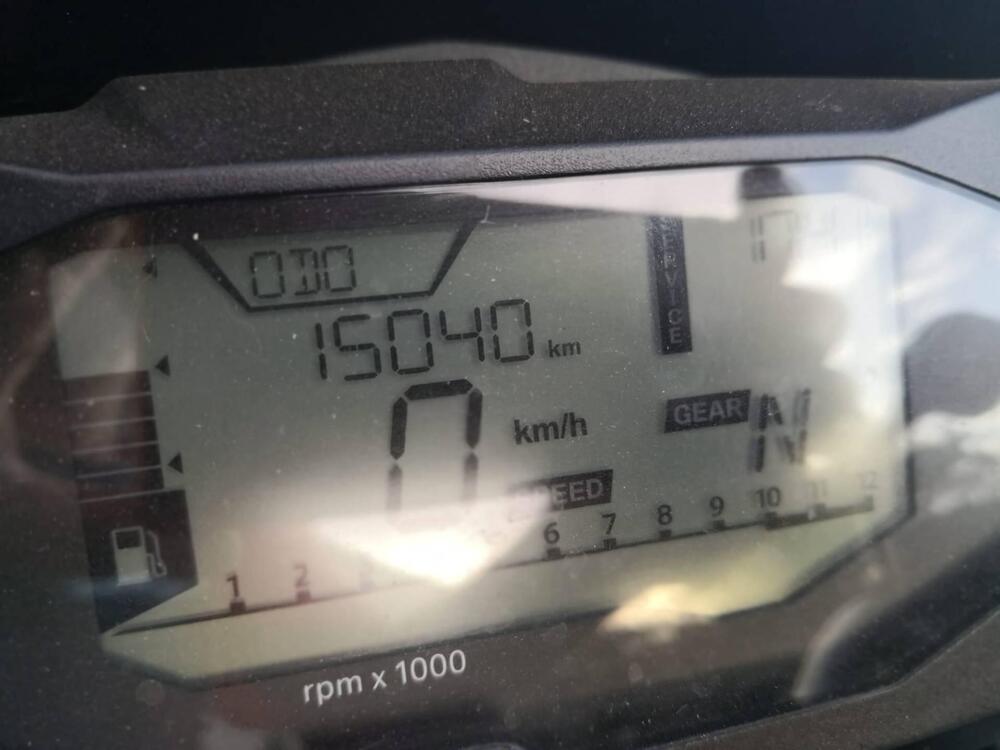 ODO
15040 km
SERVICE
0 km/h
GEAR N
SPEED
1 2 6 7 8 9 10 11 12
rpm x 1000